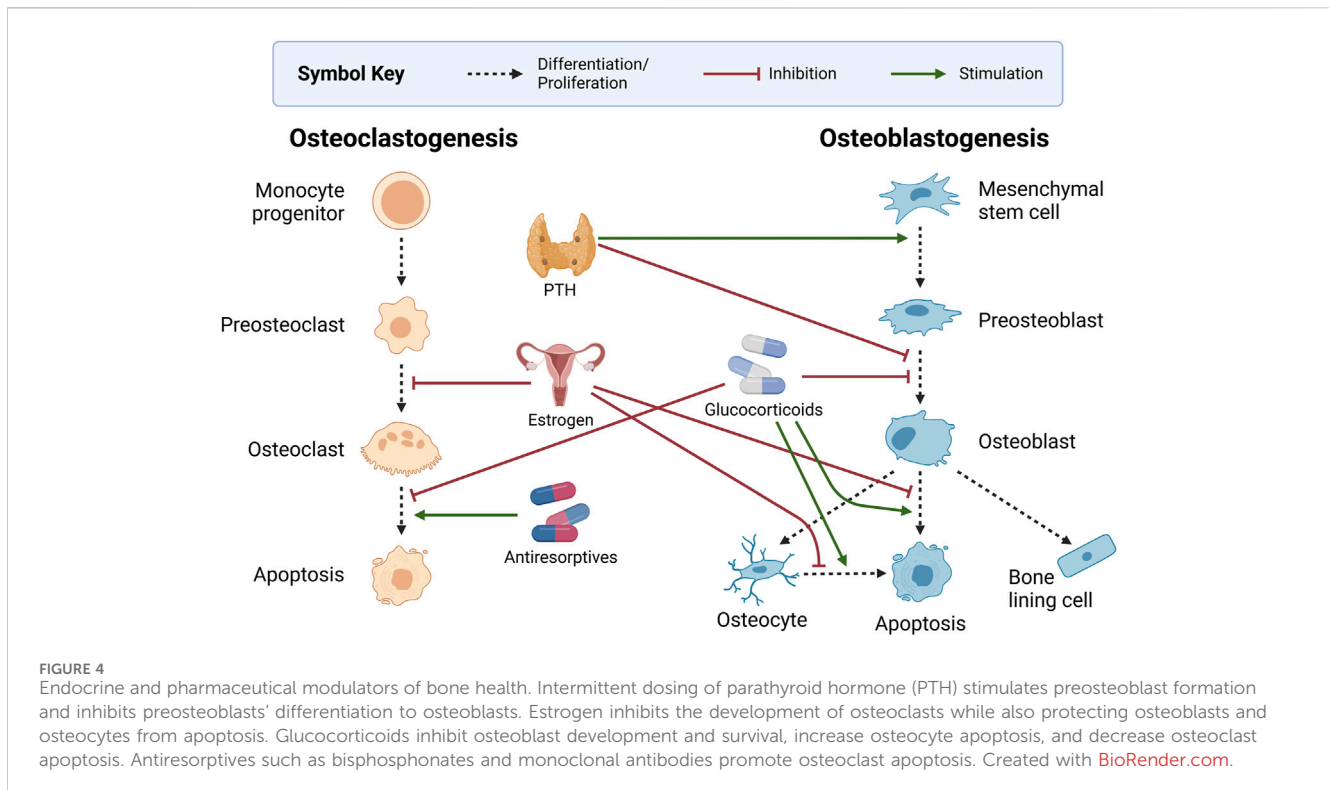 Symbol Key
Differentiation/
Proliferation
Inhibition
Stimulation
Osteoclastogenesis
Osteoblastogenesis
Monocyte
progenitor
Mesenchymal
stem cell
PTH
Preosteoclast
Preosteoblast
Estrogen
Glucocorticoids
Osteoclast
Osteoblast
Antiresorptives
Apoptosis
Osteocyte
Apoptosis
Bone
lining cell
FIGURE 4
Endocrine and pharmaceutical modulators of bone health. Intermittent dosing of parathyroid hormone (PTH) stimulates preosteoblast formation
and inhibits preosteoblasts’ differentiation to osteoblasts. Estrogen inhibits the development of osteoclasts while also protecting osteoblasts and
osteocytes from apoptosis. Glucocorticoids inhibit osteoblast development and survival, increase osteocyte apoptosis, and decrease osteoclast
apoptosis. Antiresorptives such as bisphosphonates and monoclonal antibodies promote osteoclast apoptosis. Created with BioRender.com.